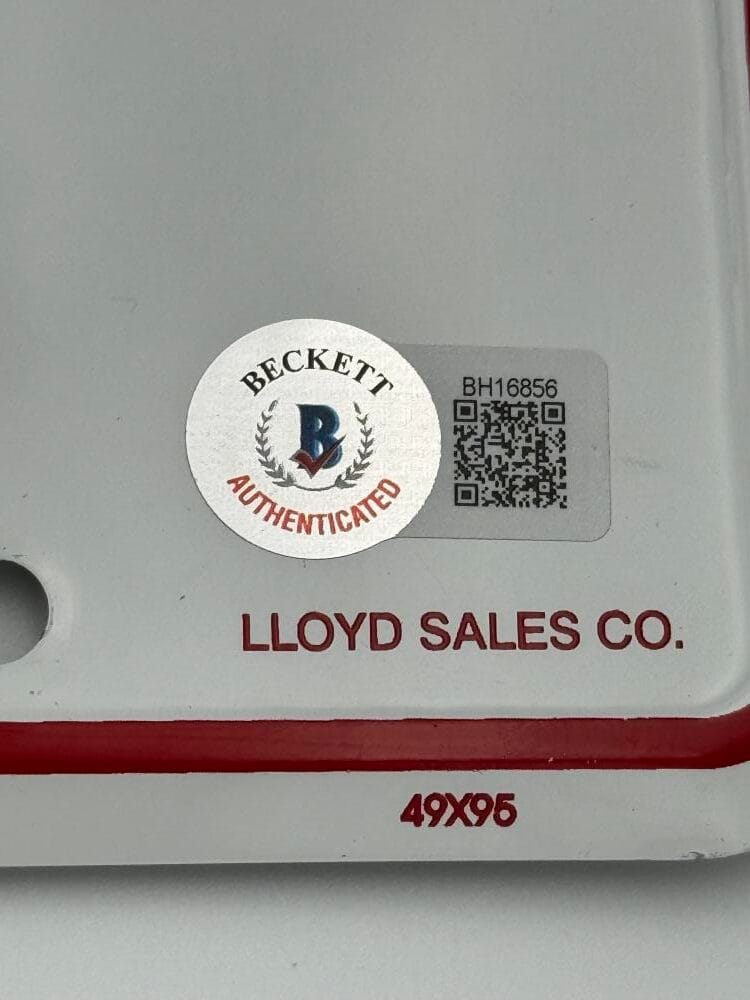 BECKETT
B
AUTHENTICATED
BH16856
LLOYD SALES CO.
49X95